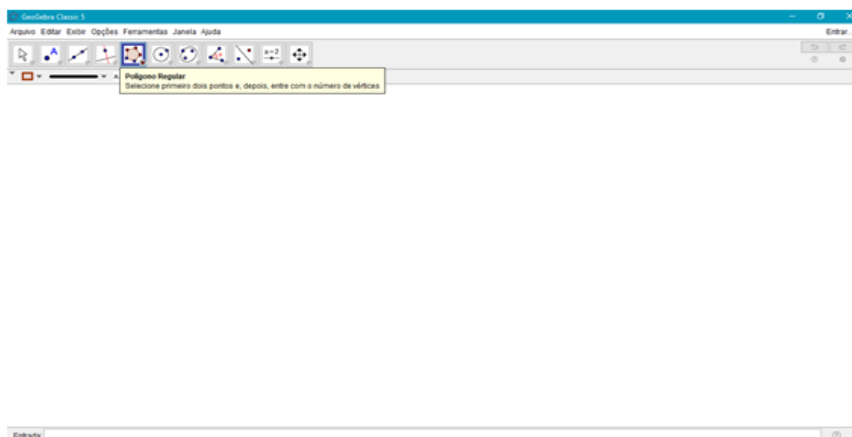 GeoGebra Classic 5
Arquivo Editar Exibir Opções Ferramentas Janela Ajuda
Entrar...
A
a=2
Polígono Regular
Selecione primeiro dois pontos e, depois, entre com o número de vértices
Entrada: